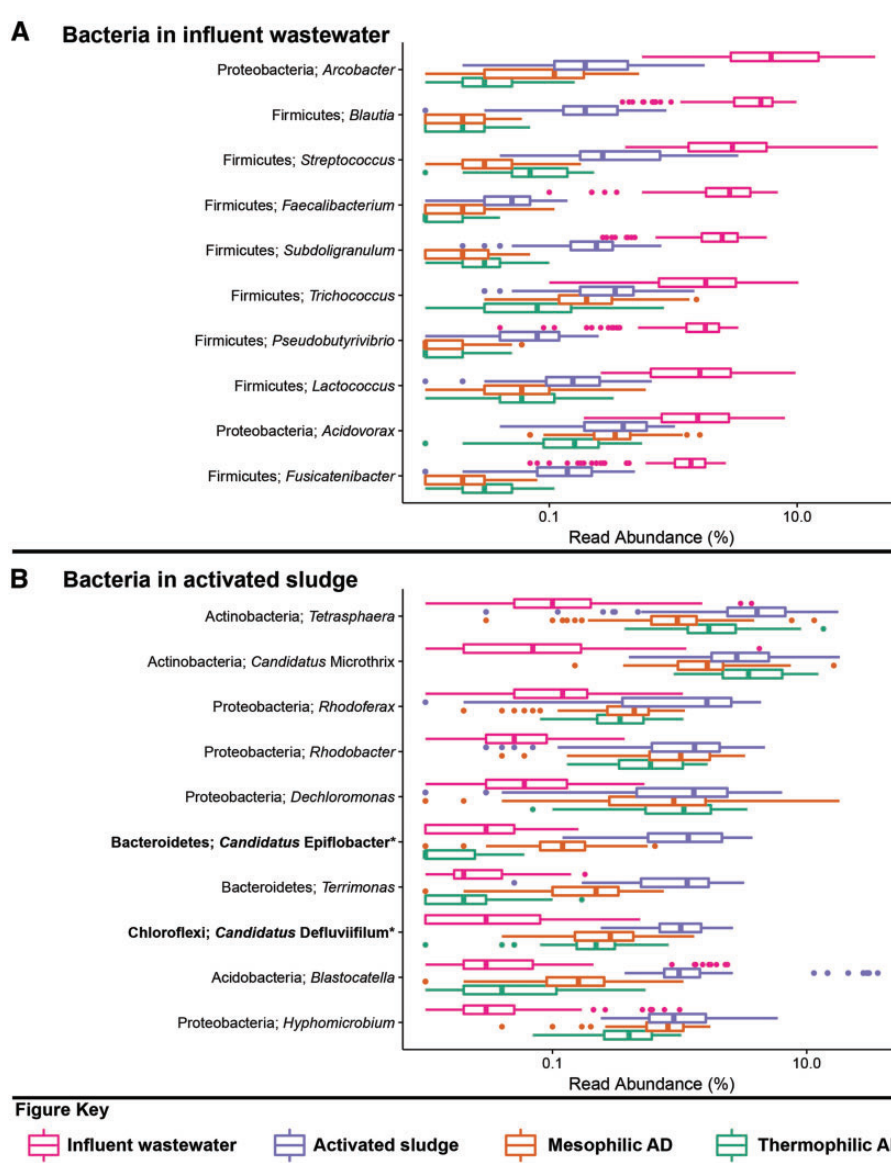 A Bacteria in influent wastewater
Proteobacteria; Arcobacter
Firmicutes; Blautia
Firmicutes; Streptococcus
Firmicutes; Faecalibacterium
Firmicutes; Subdoligranulum
Firmicutes; Trichococcus
Firmicutes; Pseudobutyrivibrio
Firmicutes; Lactococcus
Proteobacteria; Acidovorax
Firmicutes; Fusicatenibacter
0.1 10.0
Read Abundance (%)
B Bacteria in activated sludge
Actinobacteria; Tetrasphaera
Actinobacteria; Candidatus Microthrix
Proteobacteria; Rhodoferax
Proteobacteria; Rhodobacter
Proteobacteria; Dechloromonas
Bacteroidetes; Candidatus Epiflobacter*
Bacteroidetes; Terrimonas
Chloroflexi; Candidatus Defluviifilum*
Acidobacteria; Blastocatella
Proteobacteria; Hyphomicrobium
0.1 10.0
Read Abundance (%)
Figure Key
Influent wastewater Activated sludge Mesophilic AD Thermophilic A